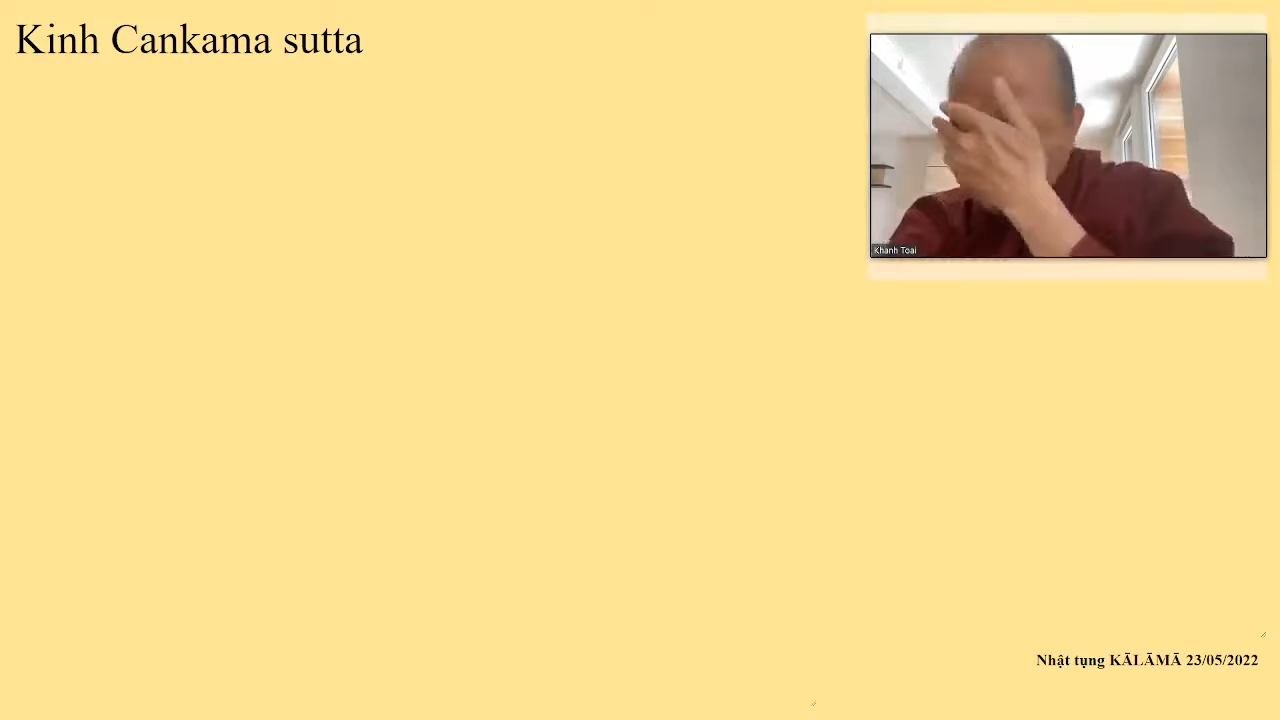 Kinh Cankama sutta
Khanh Toai
Nhật tụng KĀLĀMĀ 23/05/2022